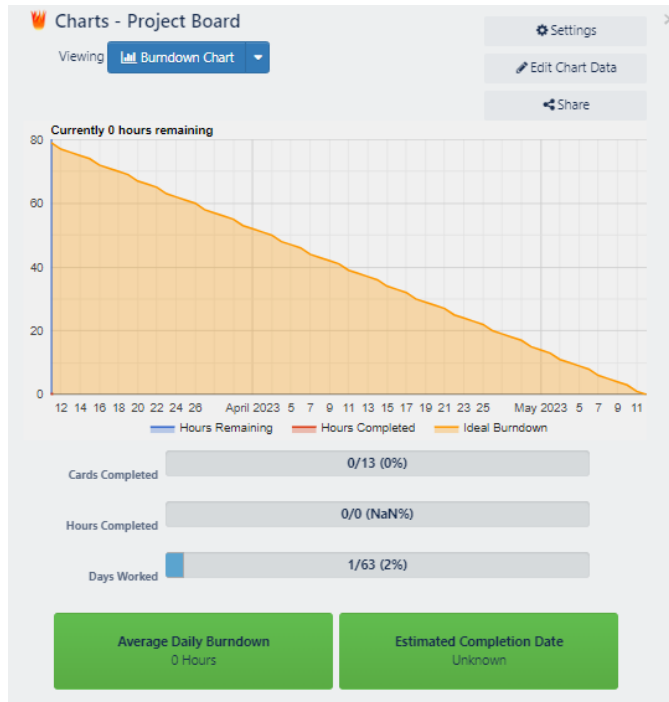 Charts - Project Board
Settings
Viewing Burndown Chart
Edit Chart Data
Share
Currently 0 hours remaining
80
60
40
20
0
12 14 16 18 20 22 24 26 April 2023 5 7 9 11 13 15 17 19 21 23 25 May 2023 5 7 9 11
Hours Remaining Hours Completed Ideal Burndown
Cards Completed 0/13 (0%)
Hours Completed 0/0 (NaN%)
Days Worked 1/63 (2%)
Average Daily Burndown
0 Hours
Estimated Completion Date
Unknown